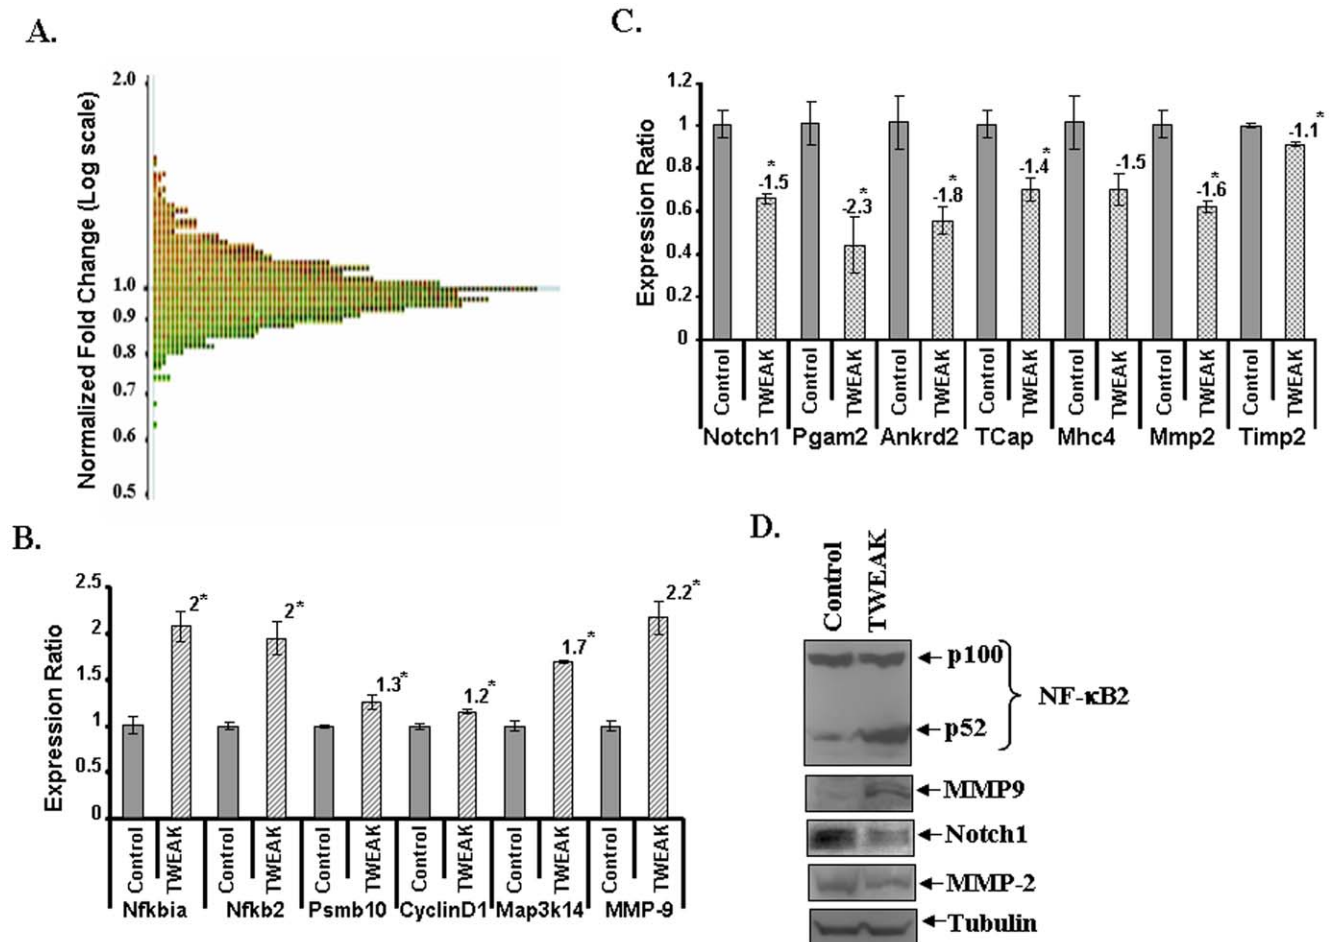 A.
Normalized Fold Change (Log scale)
2.0
1.0
0.9
0.8
0.7
0.6
0.5
B.
Expression Ratio
2.5
2
1.5
1
0.5
0
2*
2*
1.3*
1.2*
1.7*
2.2*
Control TWEAK Control TWEAK Control TWEAK Control TWEAK Control TWEAK Control TWEAK
Nfkbia Nfkb2 Psmb10 CyclinD1 Map3k14 MMP-9
C.
Expression Ratio
1.2
1
0.8
0.6
0.4
0.2
0
*
-1.5
*
-2.3
*
-1.8
*
-1.4
-1.5
*
-1.6
*
-1.1
Control TWEAK Control TWEAK Control TWEAK Control TWEAK Control TWEAK Control TWEAK Control TWEAK
Notch1 Pgam2 Ankrd2 TCap Mhc4 Mmp2 Timp2
D.
Control TWEAK
p100
NF-κB2
p52
MMP9
Notch1
MMP-2
Tubulin